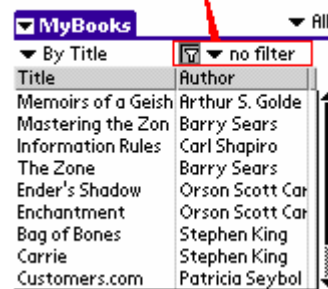 MyBooks All
By Title no filter
Title Author
Memoirs of a Geish Arthur S. Golde
Mastering the Zon Barry Sears
Information Rules Carl Shapiro
The Zone Barry Sears
Ender's Shadow Orson Scott Car
Enchantment Orson Scott Car
Bag of Bones Stephen King
Carrie Stephen King
Customers.com Patricia Seybol